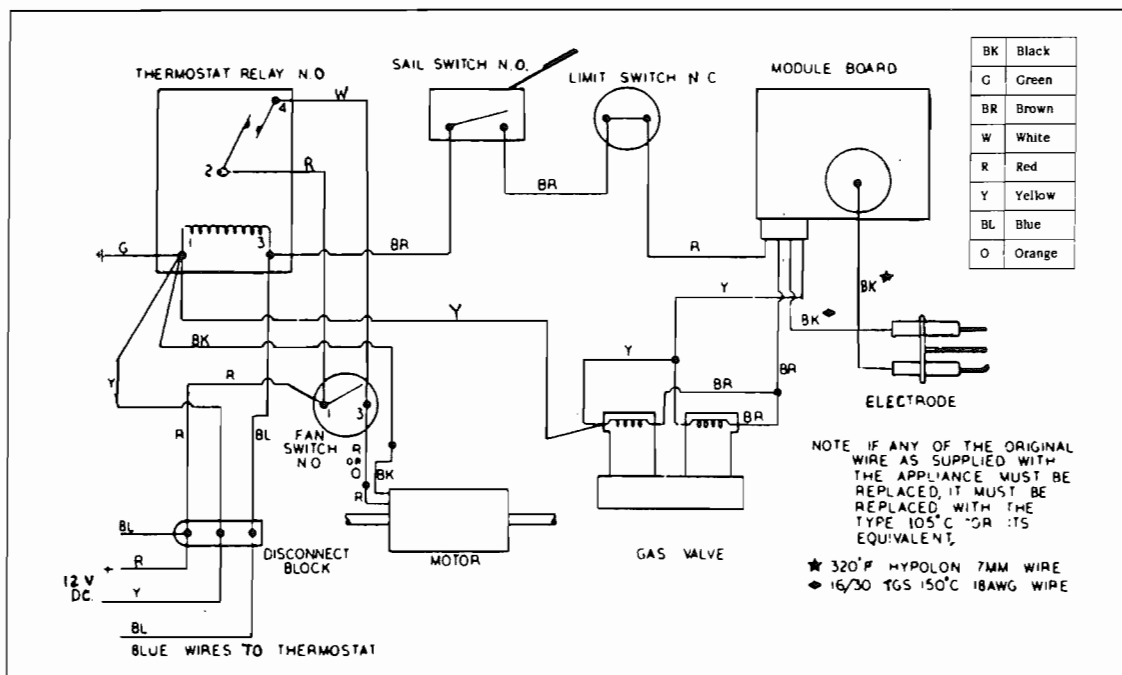 THERMOSTAT RELAY N.O
SAIL SWITCH N.O.
LIMIT SWITCH N C
MODULE BOARD
BK Black
G Green
BR Brown
W White
R Red
Y Yellow
BL Blue
O Orange
W
4
2
R
1
3
G
BR
BR
R
Y
BK ★
BK ◆
Y
BK
Y
Y
BR
BR
BR
R
R
BL
1
3
FAN
SWITCH
N O
R
OR
O
BK
R
ELECTRODE
BL
R
+
12 V
DC.
Y
BL
DISCONNECT
BLOCK
MOTOR
GAS VALVE
BLUE WIRES TO THERMOSTAT
NOTE IF ANY OF THE ORIGINAL
WIRE AS SUPPLIED WITH
THE APPLIANCE MUST BE
REPLACED, IT MUST BE
REPLACED WITH THE
TYPE 105°C OR ITS
EQUIVALENT.
★ 320°F HYPOLON 7MM WIRE
◆ 16/30 TGS 150°C 18AWG WIRE